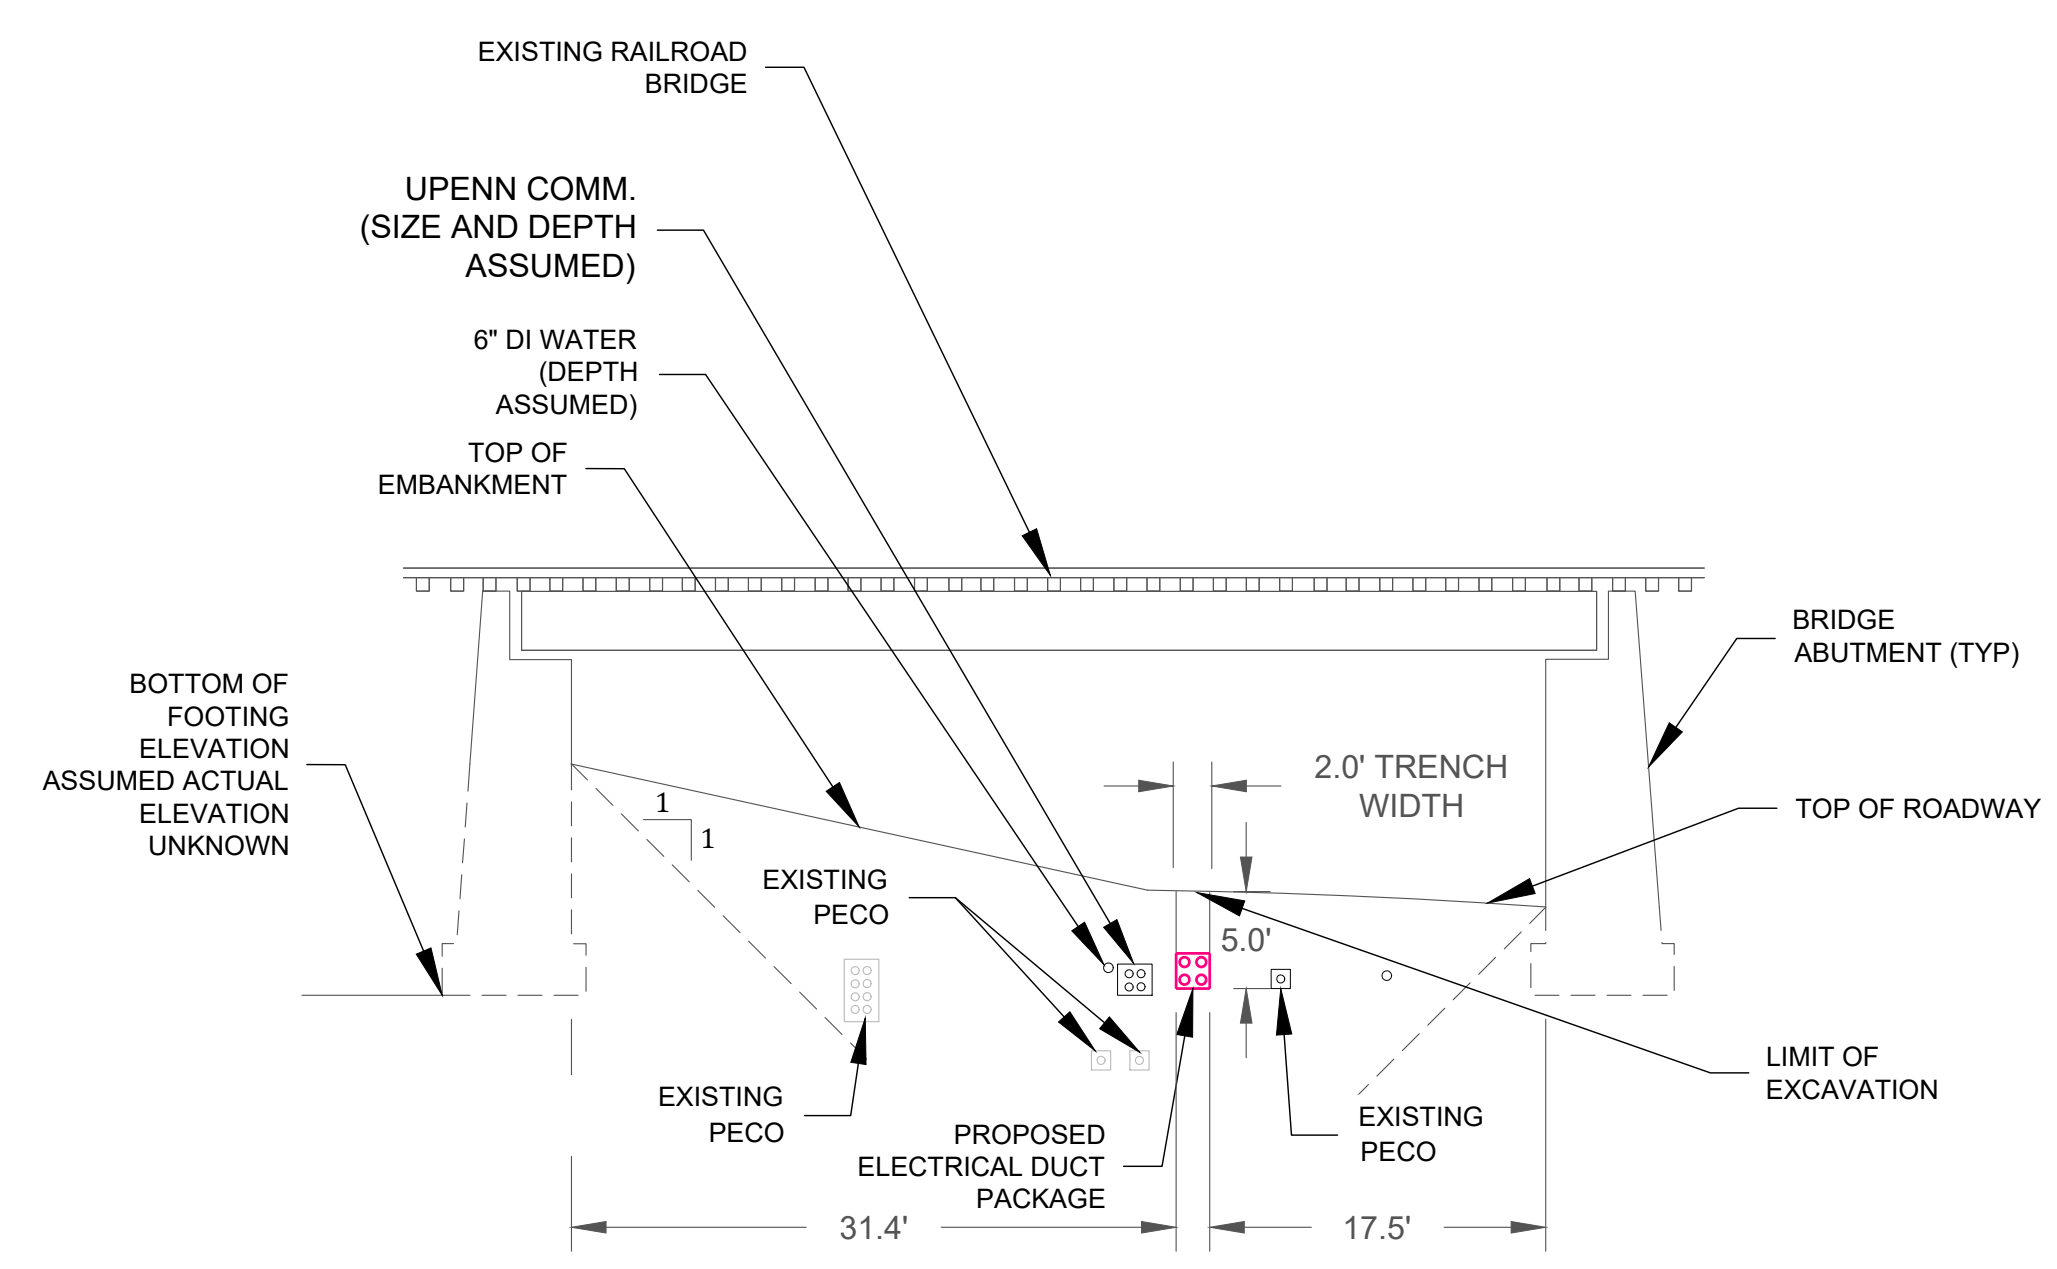 EXISTING RAILROAD
BRIDGE
UPENN COMM.
(SIZE AND DEPTH
ASSUMED)
6" DI WATER
(DEPTH
ASSUMED)
TOP OF
EMBANKMENT
BRIDGE
ABUTMENT (TYP)
BOTTOM OF
FOOTING
ELEVATION
ASSUMED ACTUAL
ELEVATION
UNKNOWN
2.0' TRENCH
WIDTH
TOP OF ROADWAY
1
1
EXISTING
PECO
5.0'
LIMIT OF
EXCAVATION
EXISTING
PECO
PROPOSED
ELECTRICAL DUCT
PACKAGE
EXISTING
PECO
31.4'
17.5'